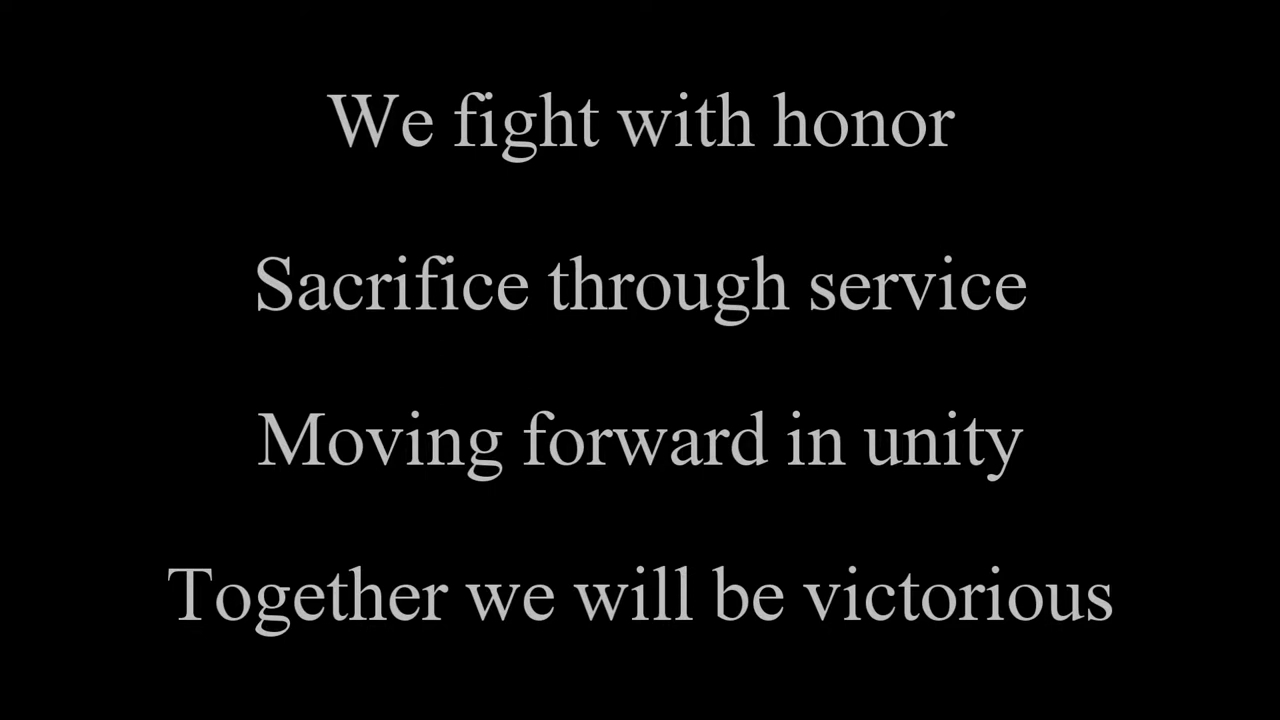 We fight with honor
Sacrifice through service
Moving forward in unity
Together we will be victorious